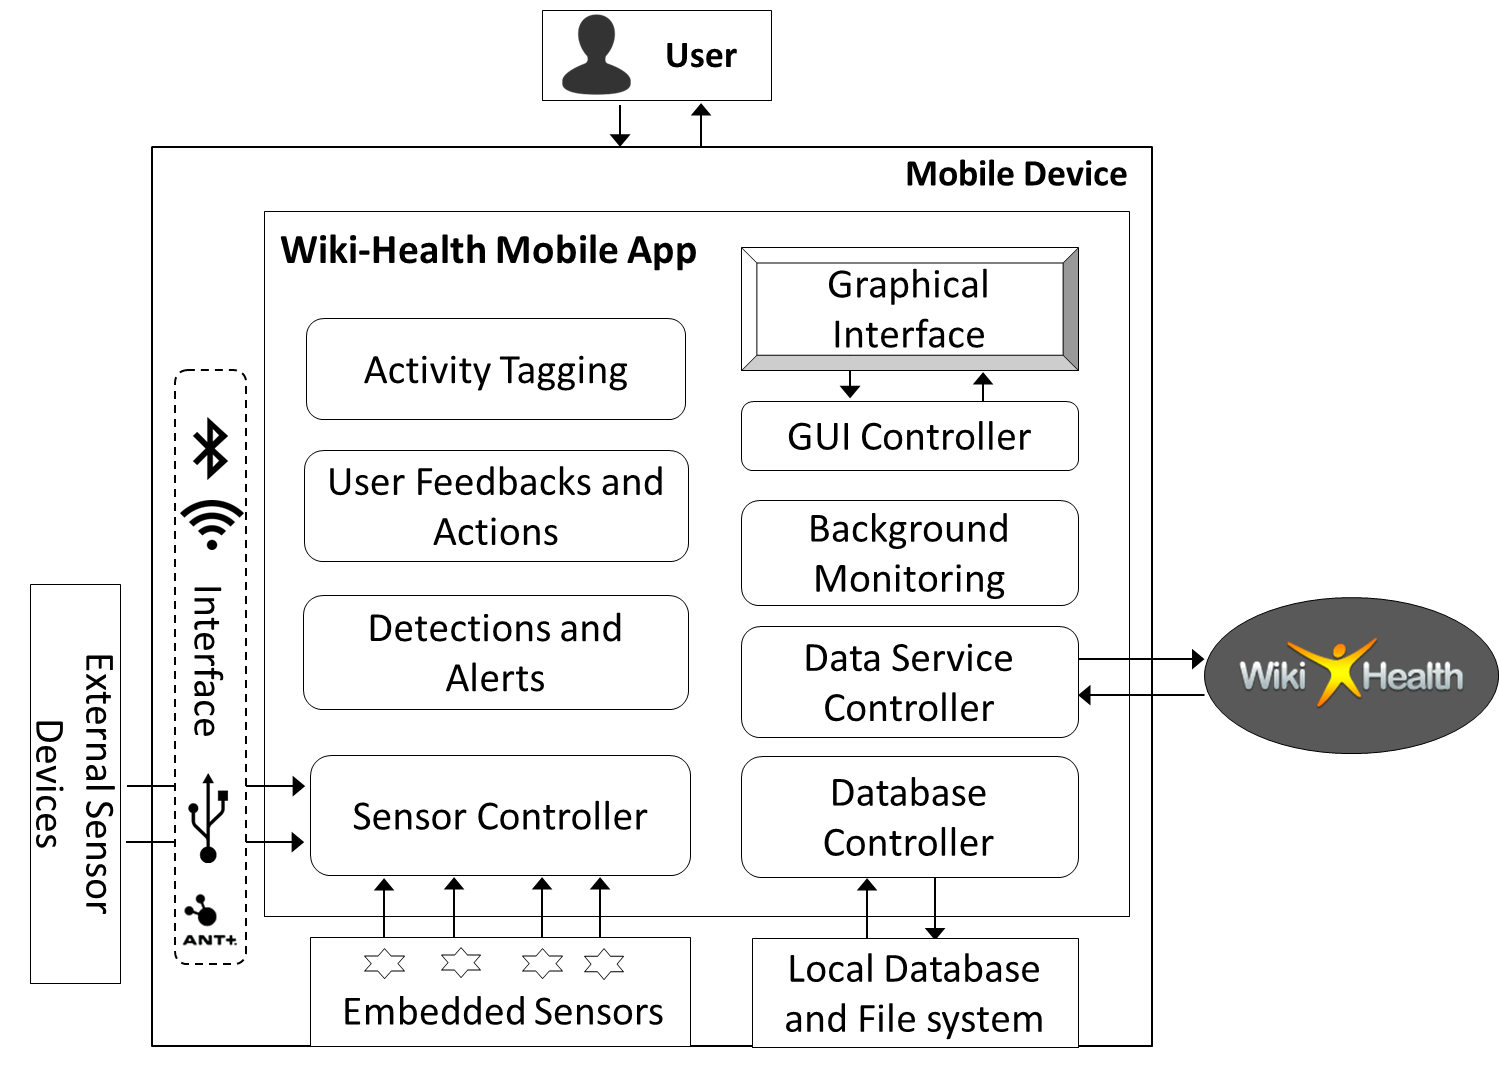 User
Mobile Device
Wiki-Health Mobile App
Graphical
Interface
Activity Tagging
GUI Controller
User Feedbacks and
Actions
Background
Monitoring
Detections and
Alerts
Data Service
Controller
Wiki Health
Sensor Controller
Database
Controller
Interface
ANT+
External Sensor
Devices
Embedded Sensors
Local Database
and File system